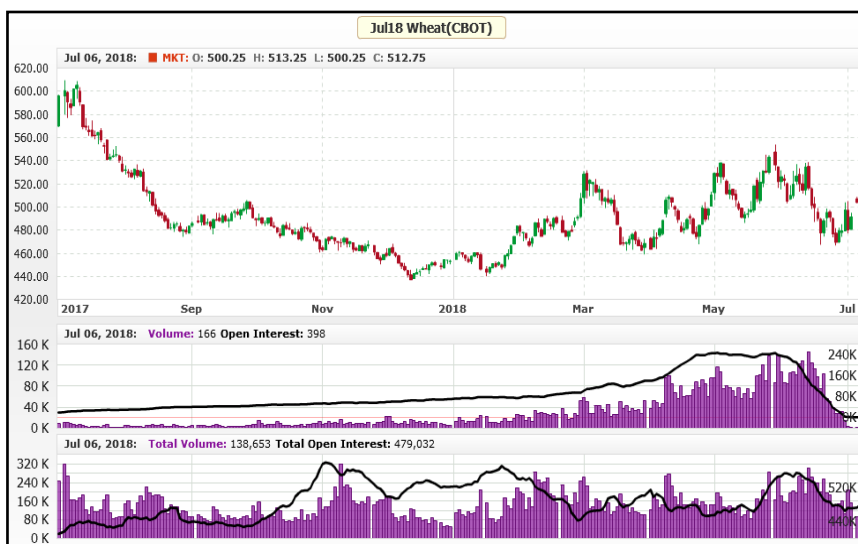 Jul18 Wheat(CBOT)
Jul 06, 2018: MKT: O: 500.25 H: 513.25 L: 500.25 C: 512.75
620.00
600.00
580.00
560.00
540.00
520.00
500.00
480.00
460.00
440.00
420.00
2017 Sep Nov 2018 Mar May Jul
Jul 06, 2018: Volume: 166 Open Interest: 398
160 K
120 K
80 K
40 K
0 K
240K
160K
80K
Jul 06, 2018: Total Volume: 138,653 Total Open Interest: 479,032
320 K
240 K
160 K
80 K
0 K
520K
440K